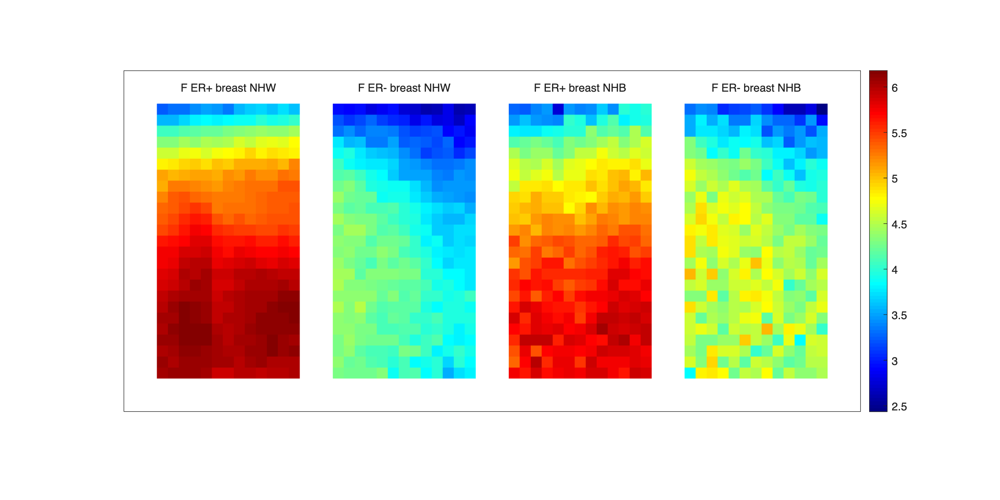 F ER+ breast NHW
F ER- breast NHW
F ER+ breast NHB
F ER- breast NHB
6
5.5
5
4.5
4
3.5
3
2.5